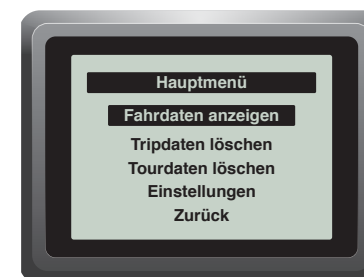 Hauptmenü
Fahrdaten anzeigen
Tripdaten löschen
Tourdaten löschen
Einstellungen
Zurück